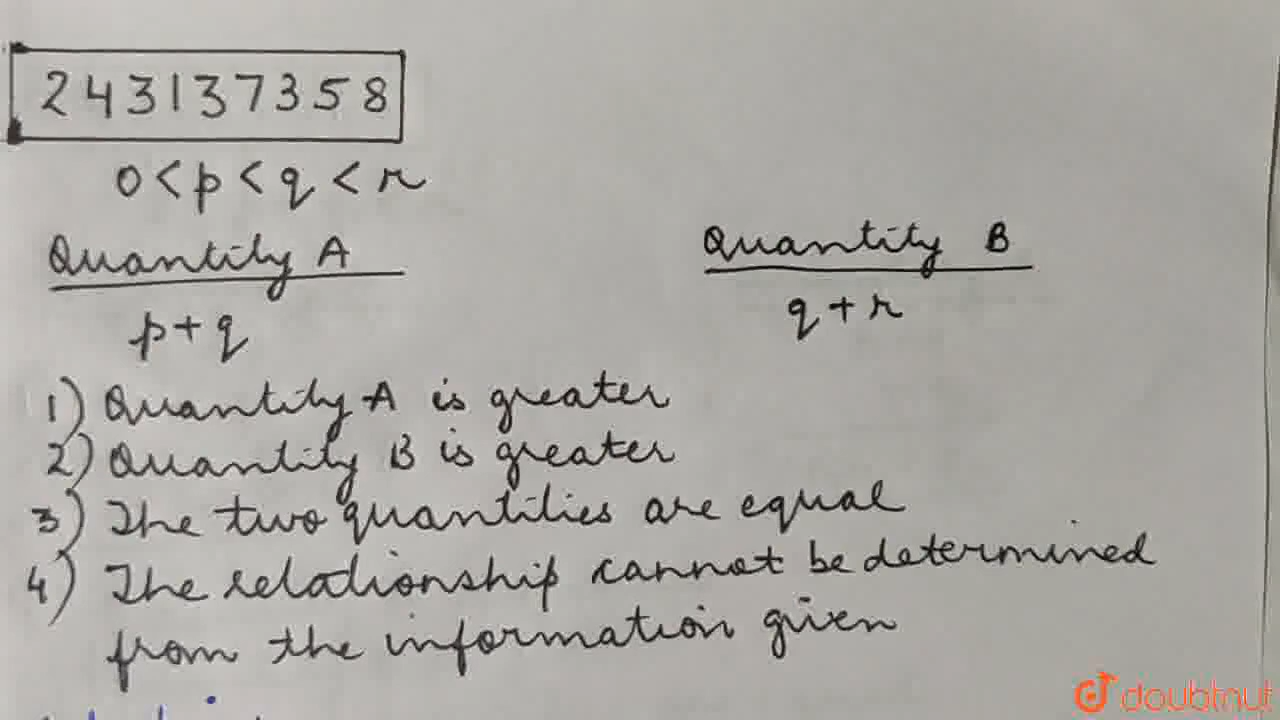 243137358
0<p<q<r
Quantity A Quantity B
p+q q+r
1) Quantity A is greater
2) Quantity B is greater
3) The two quantities are equal
4) The relationship cannot be determined
from the information given
doubtnut